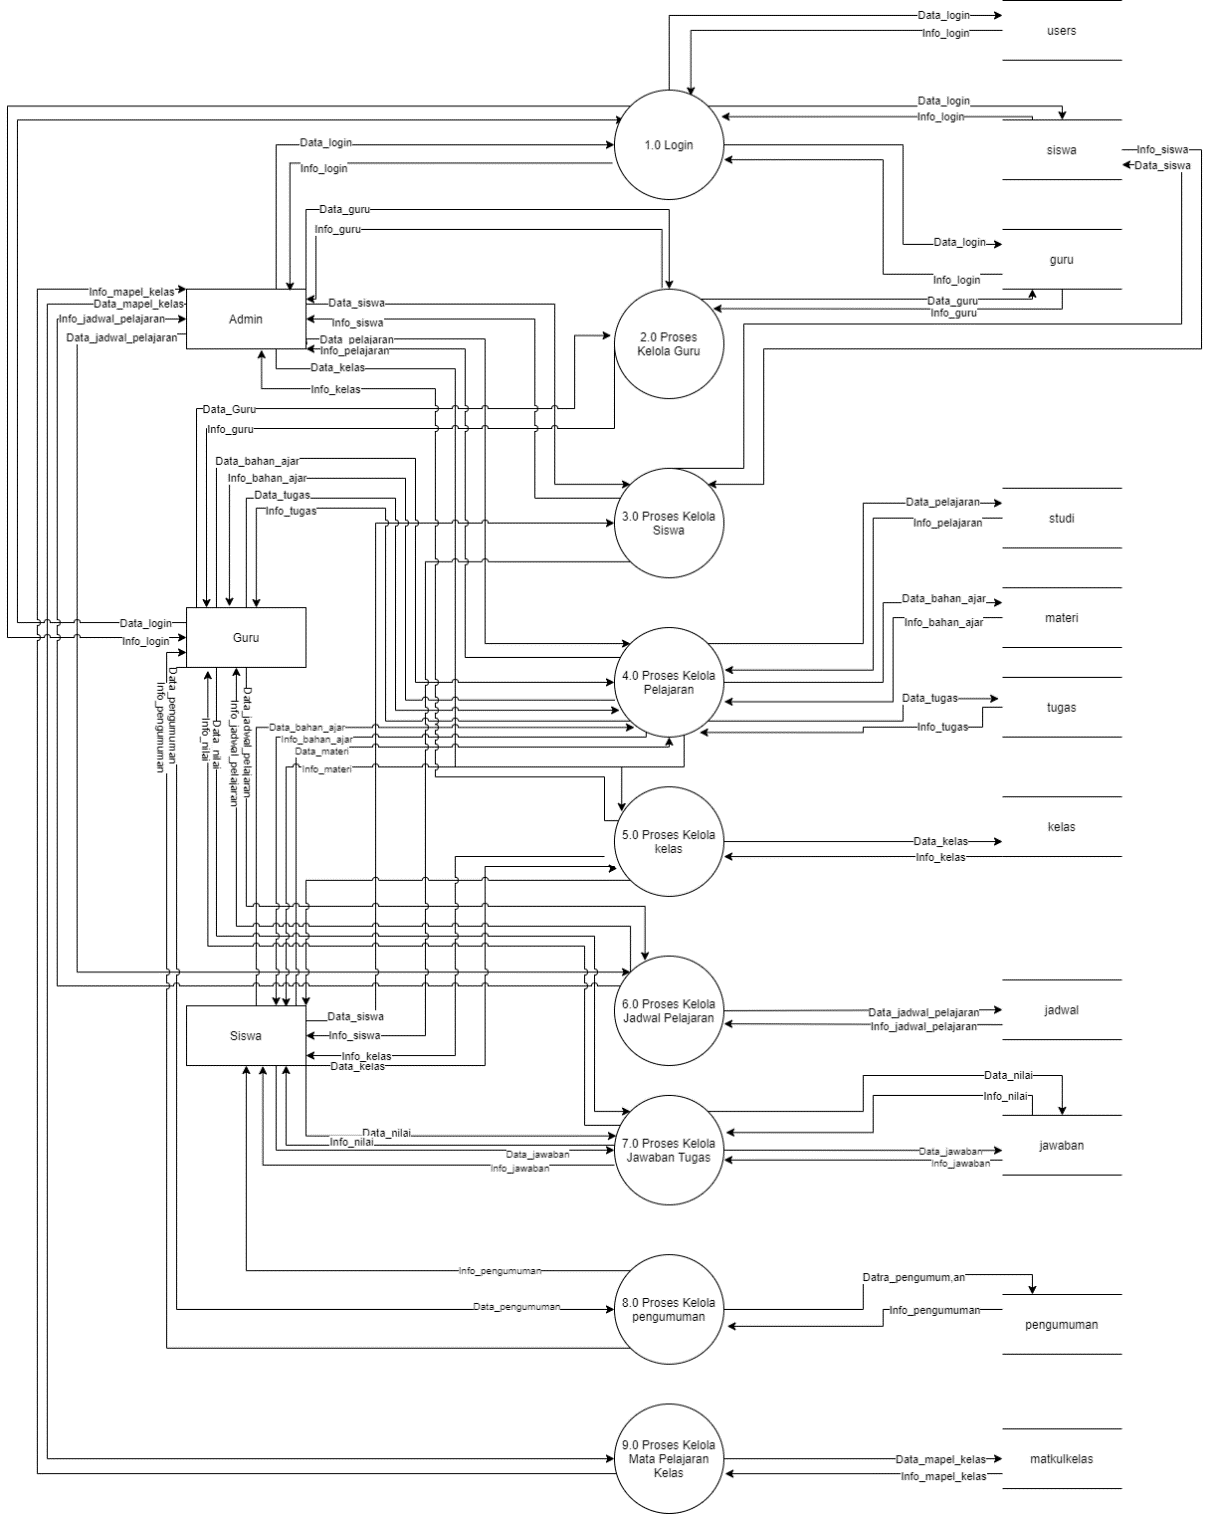 Data_login
Info_login
users
Data_login
Info_login
1.0 Login
Data_login
Info_login
siswa
Info_siswa
Data_siswa
Data_guru
Info_guru
Data_login
guru
Info_login
Info_mapel_kelas
Data_mapel_kelas
Info_jadwal_pelajaran
Data_jadwal_pelajaran
Admin
Data_siswa
Info_siswa
Data_pelajaran
Info_pelajaran
Data_kelas
Info_kelas
Data_guru
Info_guru
2.0 Proses
Kelola Guru
Data_Guru
Info_guru
Data_bahan_ajar
Info_bahan_ajar
Data_tugas
Info_tugas
3.0 Proses Kelola
Siswa
Data_pelajaran
Info_pelajaran
studi
Data_login
Info_login
Guru
Data_bahan_ajar
Info_bahan_ajar
materi
4.0 Proses Kelola
Pelajaran
Data_tugas
Info_tugas
tugas
Data_pengumuman
Info_pengumuman
Info_nilai
Data_nilai
Info_jadwal_pelajaran
Data_jadwal_pelajaran
Data_bahan_ajar
Info_bahan_ajar
Data_materi
Info_materi
5.0 Proses Kelola
kelas
Data_kelas
Info_kelas
kelas
6.0 Proses Kelola
Jadwal Pelajaran
Data_jadwal_pelajaran
Info_jadwal_pelajaran
jadwal
Siswa
Data_siswa
Info_siswa
Info_kelas
Data_kelas
Data_nilai
Info_nilai
Data_jawaban
Info_jawaban
7.0 Proses Kelola
Jawaban Tugas
Data_nilai
Info_nilai
Data_jawaban
Info_jawaban
jawaban
Info_pengumuman
Data_pengumuman
8.0 Proses Kelola
pengumuman
Datra_pengumum,an
Info_pengumuman
pengumuman
9.0 Proses Kelola
Mata Pelajaran
Kelas
Data_mapel_kelas
Info_mapel_kelas
matkulkelas